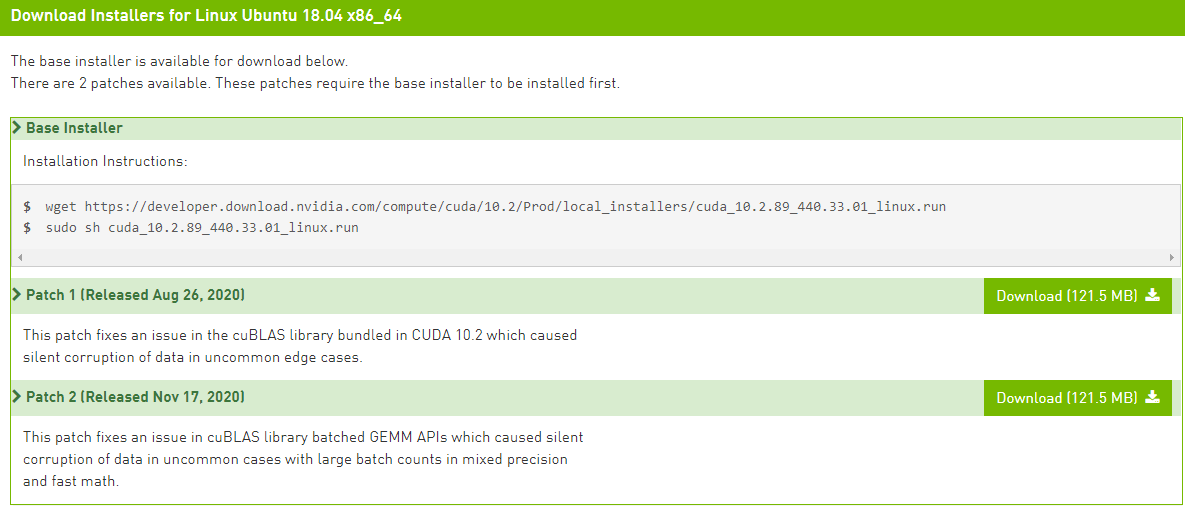 Download Installers for Linux Ubuntu 18.04 x86_64
The base installer is available for download below.
There are 2 patches available. These patches require the base installer to be installed first.
Base Installer
Installation Instructions:
$ wget https://developer.download.nvidia.com/compute/cuda/10.2/Prod/local_installers/cuda_10.2.89_440.33.01_linux.run
$ sudo sh cuda_10.2.89_440.33.01_linux.run
Patch 1 (Released Aug 26, 2020)
Download (121.5 MB)
This patch fixes an issue in the cuBLAS library bundled in CUDA 10.2 which caused
silent corruption of data in uncommon edge cases.
Patch 2 (Released Nov 17, 2020)
Download (121.5 MB)
This patch fixes an issue in cuBLAS library batched GEMM APIs which caused silent
corruption of data in uncommon cases with large batch counts in mixed precision
and fast math.